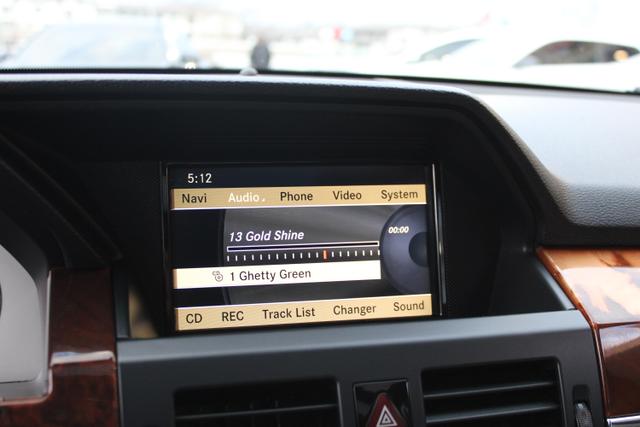 5:12
Navi Audio Phone Video System
13 Gold Shine 00:00
1 Ghetty Green
CD REC Track List Changer Sound